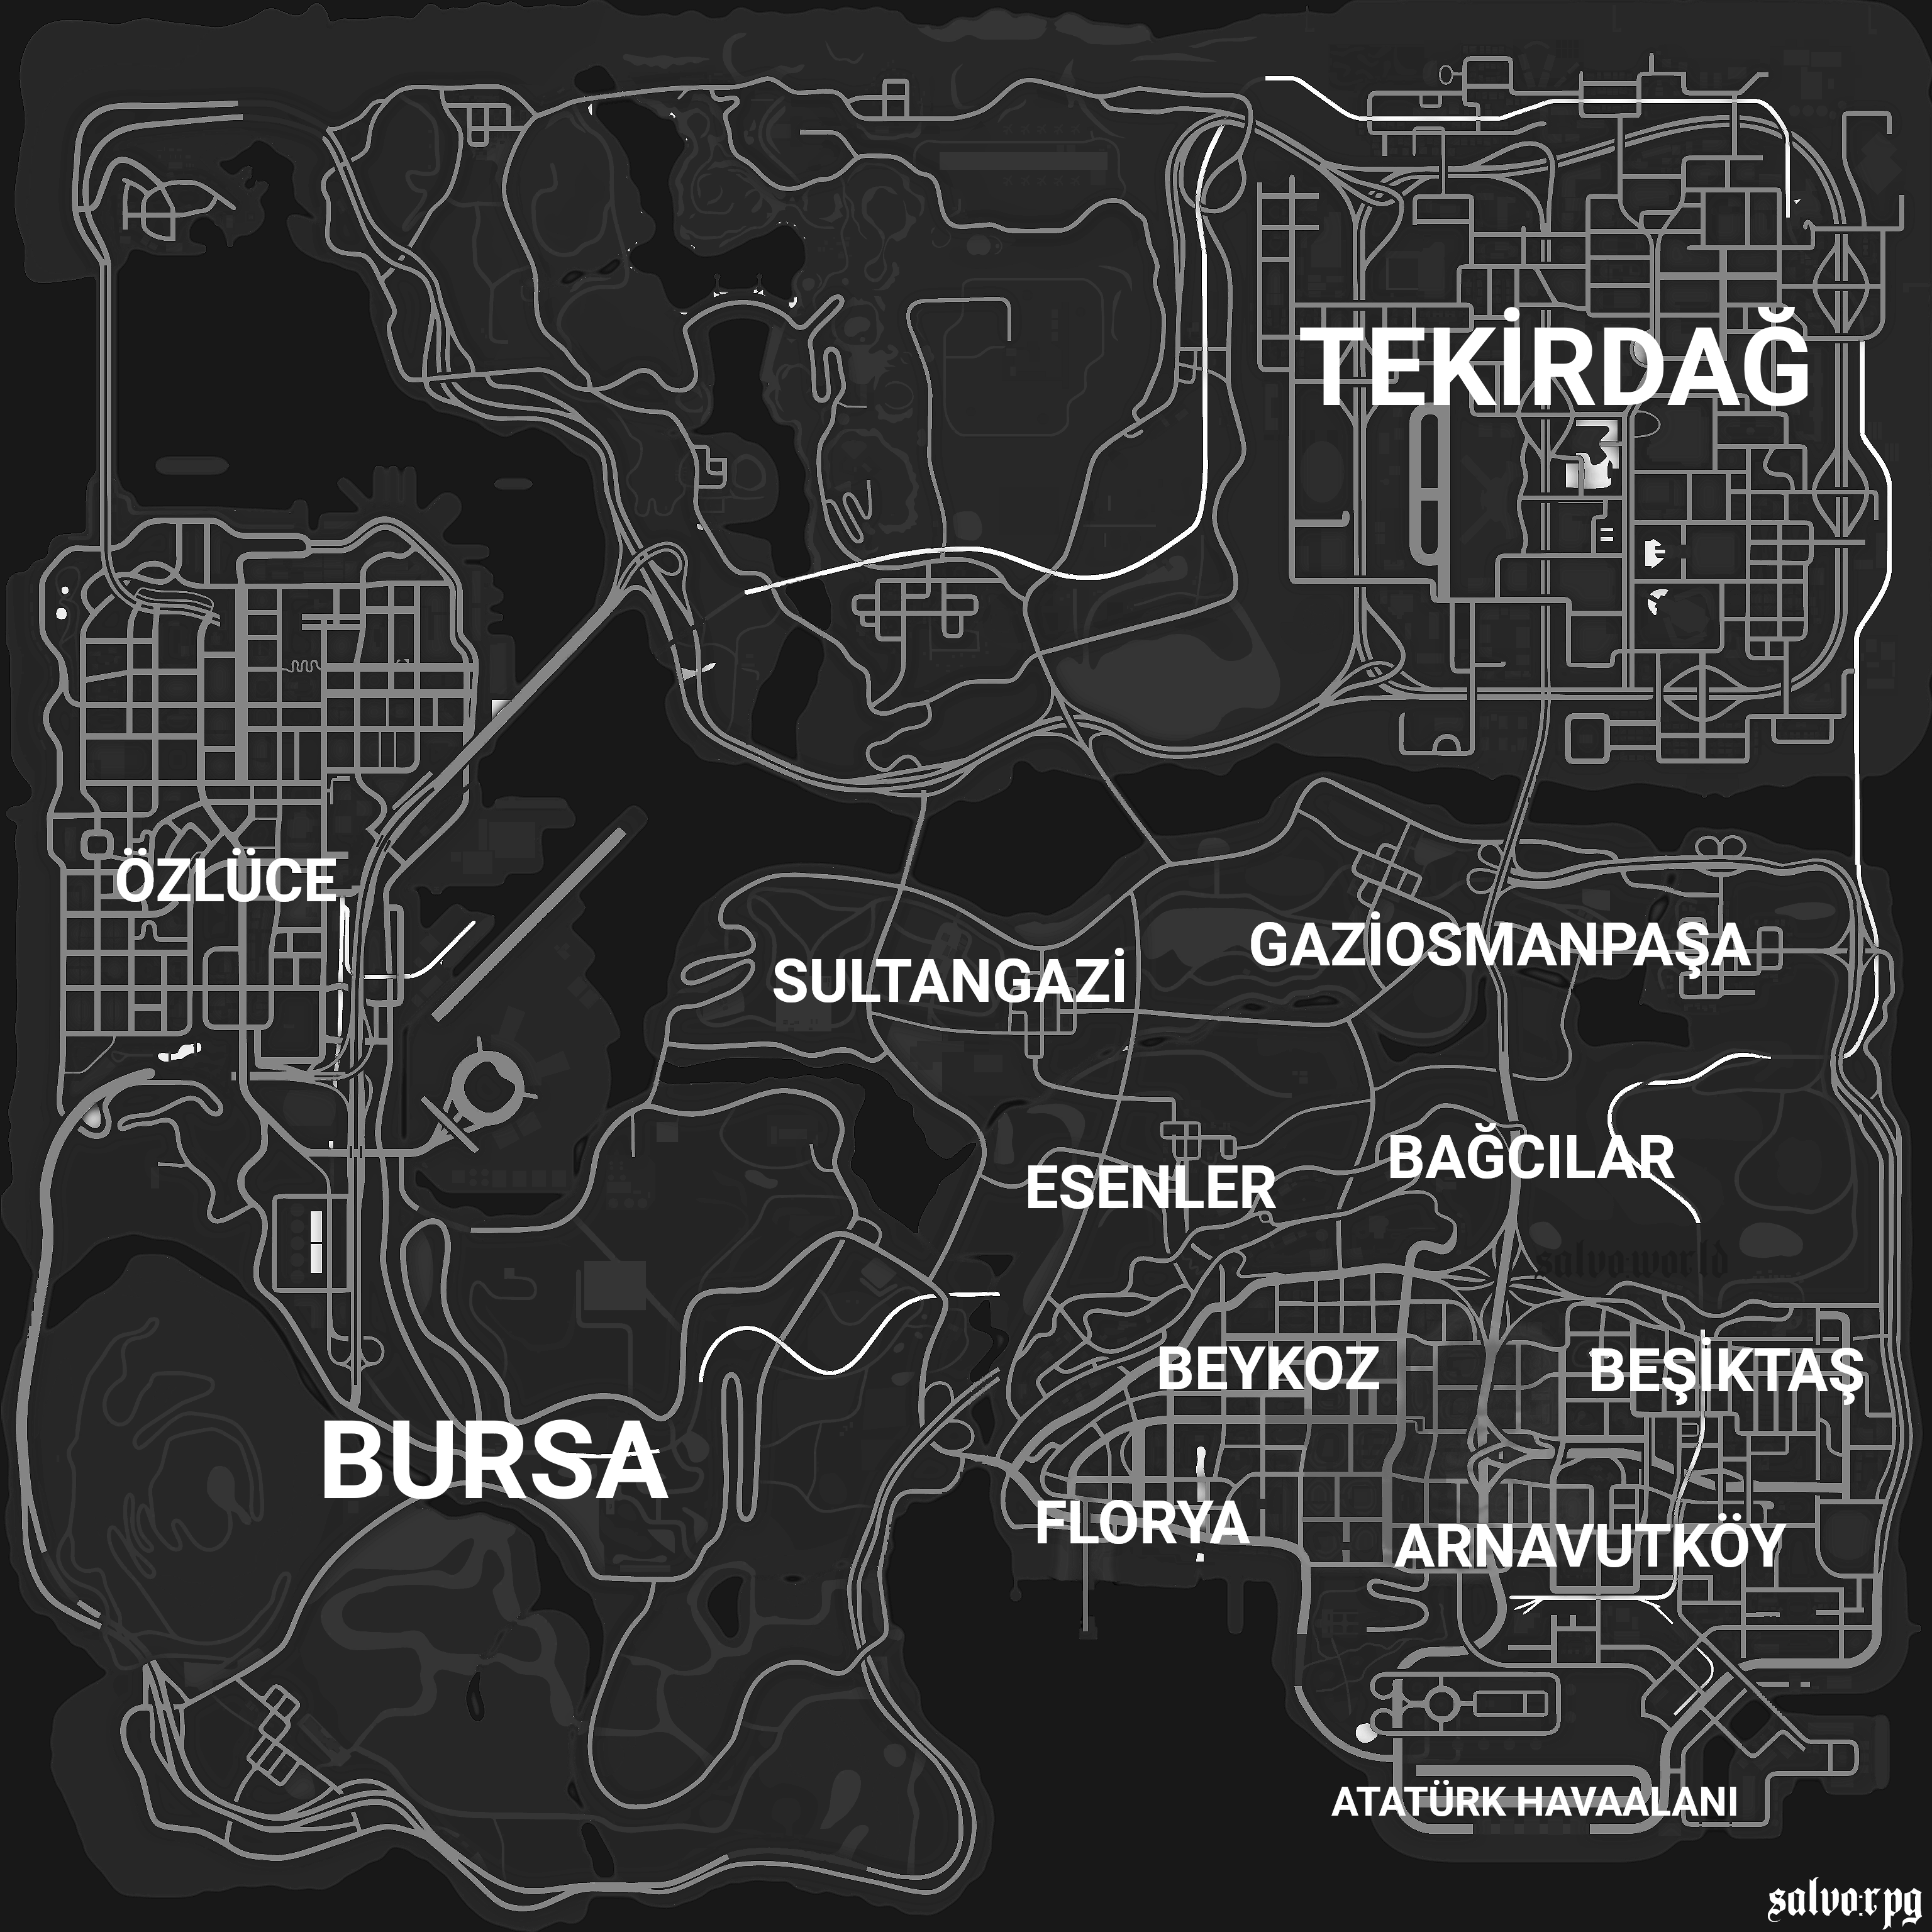 TEKİRDAĞ
ÖZLÜCE
GAZİOSMANPAŞA
SULTANGAZİ
BAĞCILAR
ESENLER
salvo:world
BEYKOZ
BEŞİKTAŞ
BURSA
FLORYA
ARNAVUTKÖY
ATATÜRK HAVAALANI
salvo:rpg